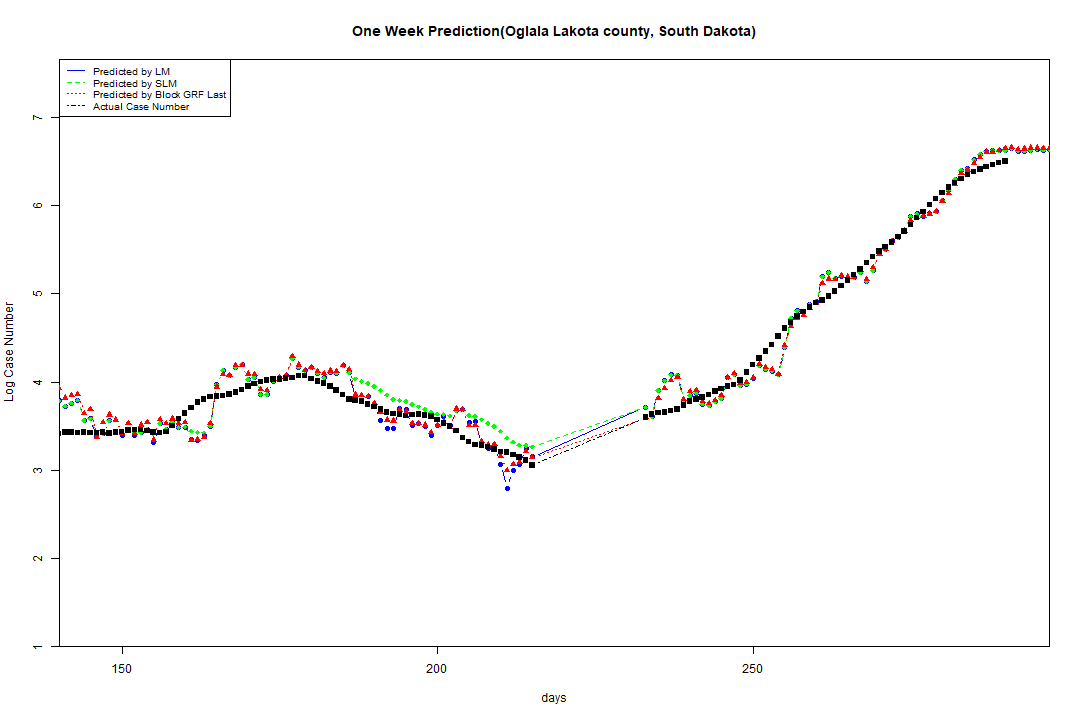 One Week Prediction(Oglala Lakota county, South Dakota)
Predicted by LM
Predicted by SLM
Predicted by Block GRF Last
Actual Case Number
Log Case Number
7
6
5
4
3
2
1
150 200 250
days